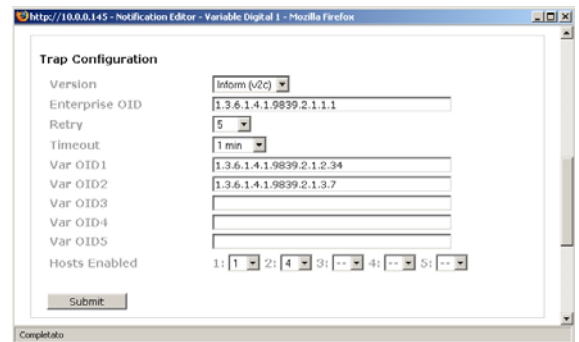 http://10.0.0.145 - Notification Editor - Variable Digital 1 - Mozilla Firefox
Trap Configuration
Version Inform (v2c)
Enterprise OID 1.3.6.1.4.1.9839.2.1.1.1
Retry 5
Timeout 1 min
Var OID1 1.3.6.1.4.1.9839.2.1.2.34
Var OID2 1.3.6.1.4.1.9839.2.1.3.7
Var OID3
Var OID4
Var OID5
Hosts Enabled 1: 1 2: 4 3: -- 4: -- 5: --
Submit
Completato